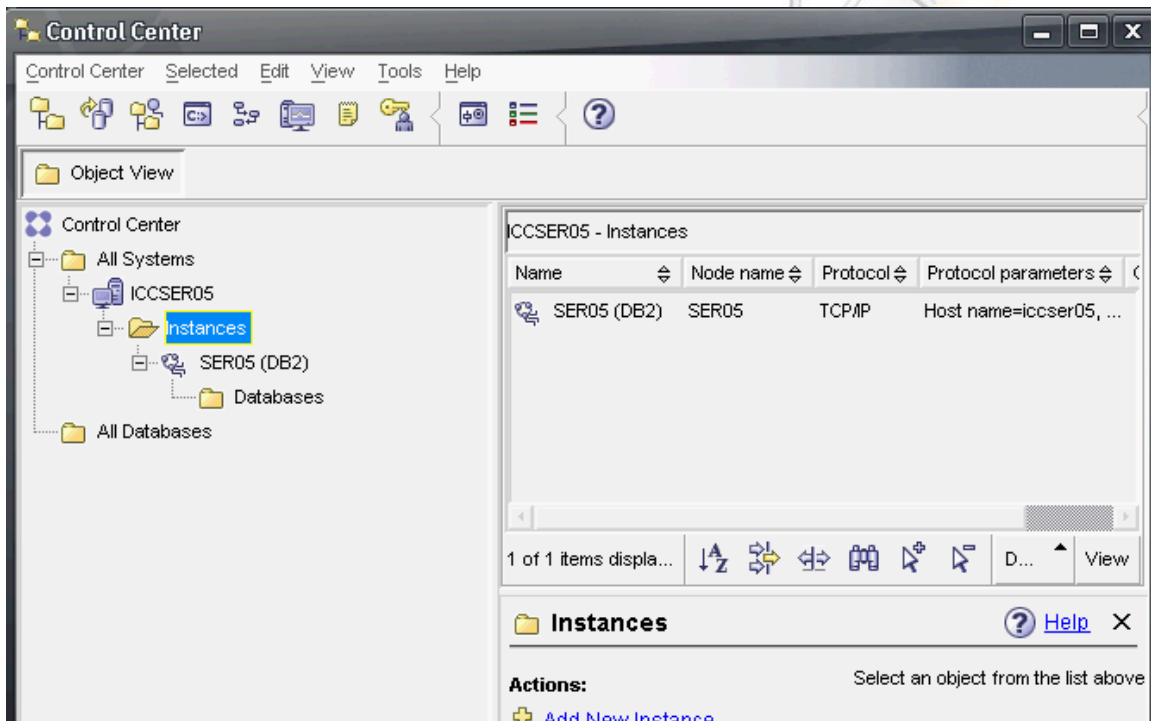 Control Center
Control Center Selected Edit View Tools Help
Object View
Control Center
All Systems
ICCSER05
Instances
SER05 (DB2)
Databases
All Databases
ICCSER05 - Instances
Name Node name Protocol Protocol parameters
SER05 (DB2) SER05 TCP/IP Host name=iccser05, ...
1 of 1 items displa... D... View
Instances Help
Actions: Select an object from the list above
Add New Instance